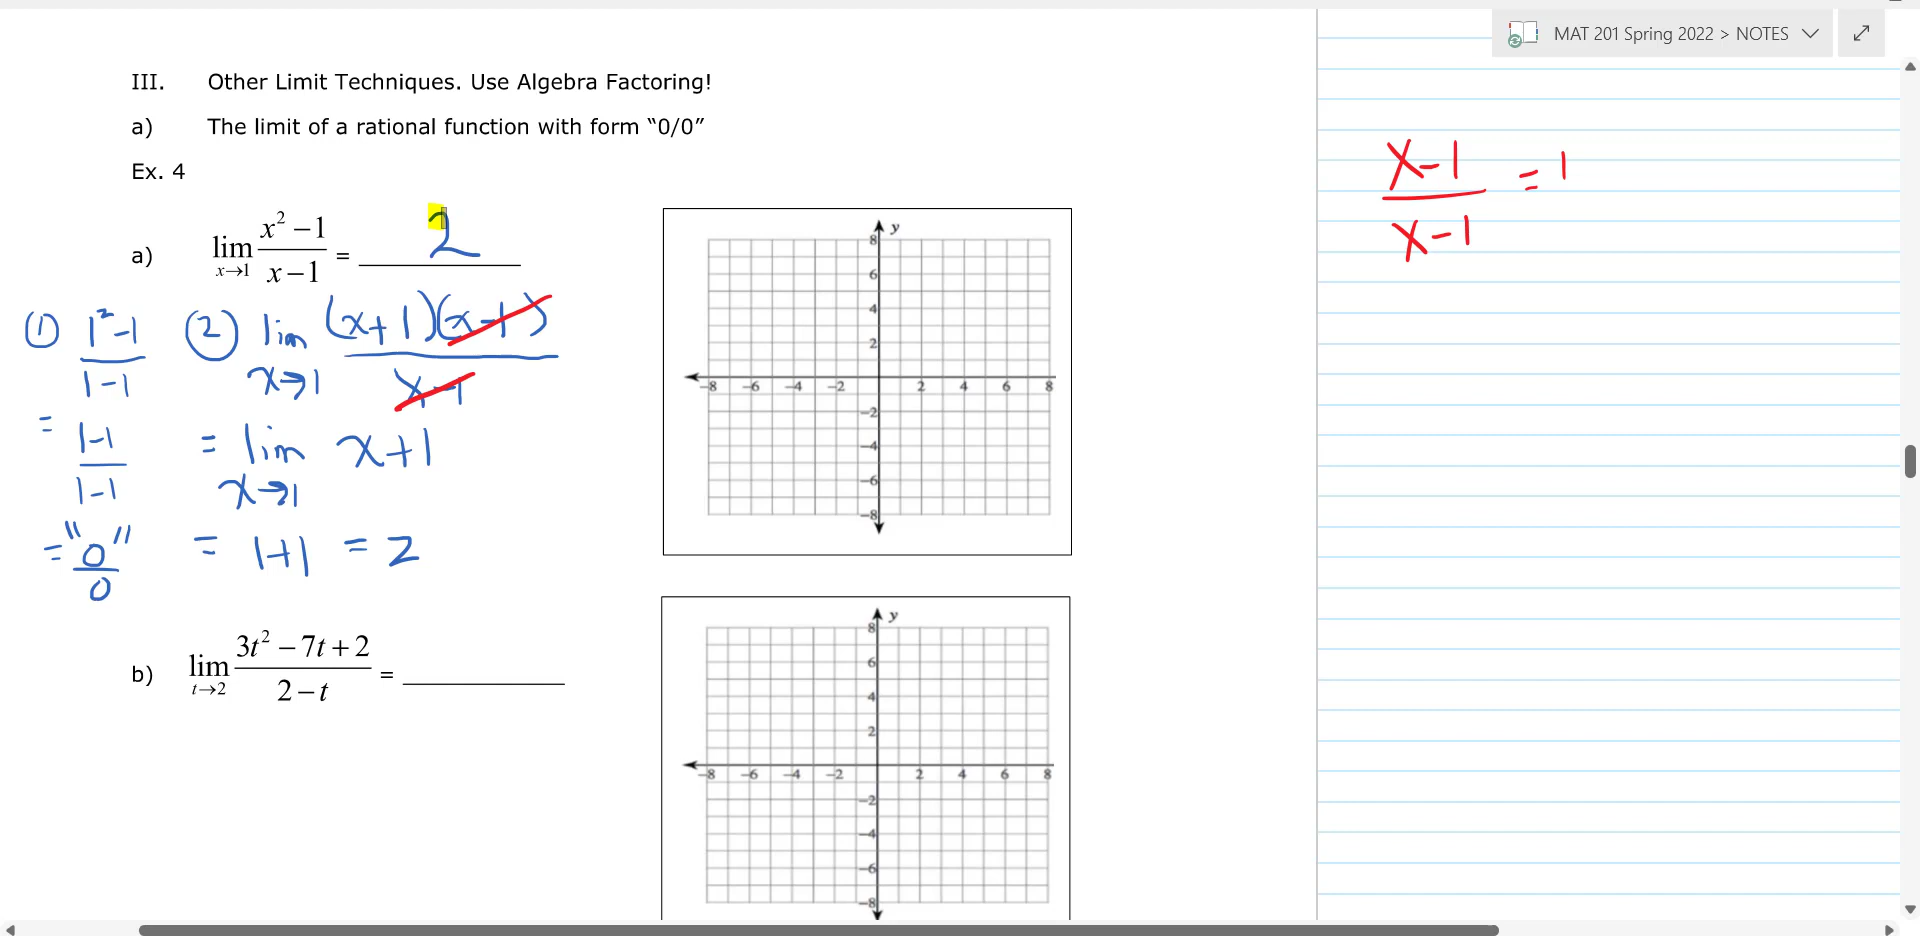 MAT 201 Spring 2022 > NOTES
III. Other Limit Techniques. Use Algebra Factoring!
a) The limit of a rational function with form “0/0”
Ex. 4
a) lim x→1 (x² − 1)/(x − 1) = 2
① (1² − 1)/(1 − 1)
= (1 − 1)/(1 − 1)
= "0/0"
② lim x→1 (x + 1)(x − 1)/(x − 1)
= lim x→1 x + 1
= 1 + 1 = 2
y
8
6
4
2
−8 −6 −4 −2 2 4 6 8
−2
−4
−6
−8
b) lim t→2 (3t² − 7t + 2)/(2 − t) =
y
8
6
4
2
−8 −6 −4 −2 2 4 6 8
−2
−4
−6
−8
(x − 1)/(x − 1) = 1